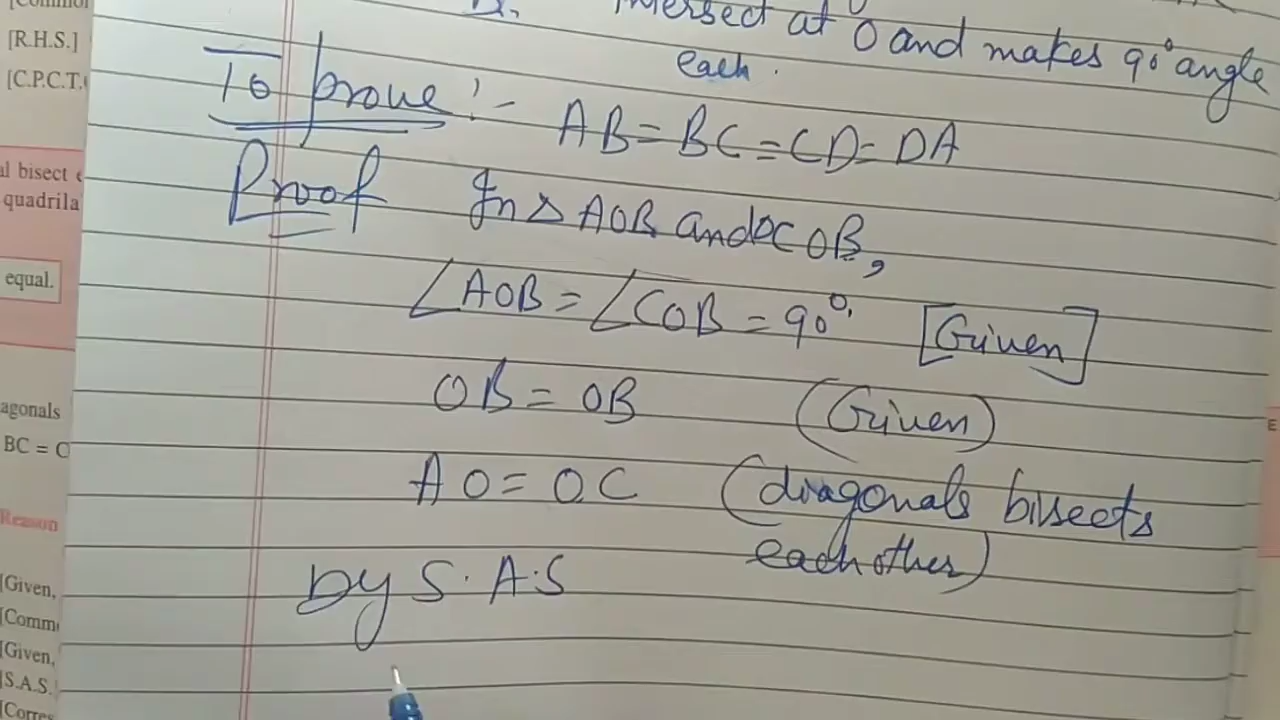 [R.H.S.]
[C.P.C.T.
al bisect
quadrila
equal.
agonals
BC = C
Reason
[Given,
[Comm
[Given,
[S.A.S.
[Corres
intersect at O and makes 90° angle
each.
To prove :- AB = BC = CD = DA
Proof In △ AOB and △ COB,
∠AOB = ∠COB = 90°. [Given]
OB = OB (Given)
AO = OC (diagonals bisects
each other)
by S.A.S